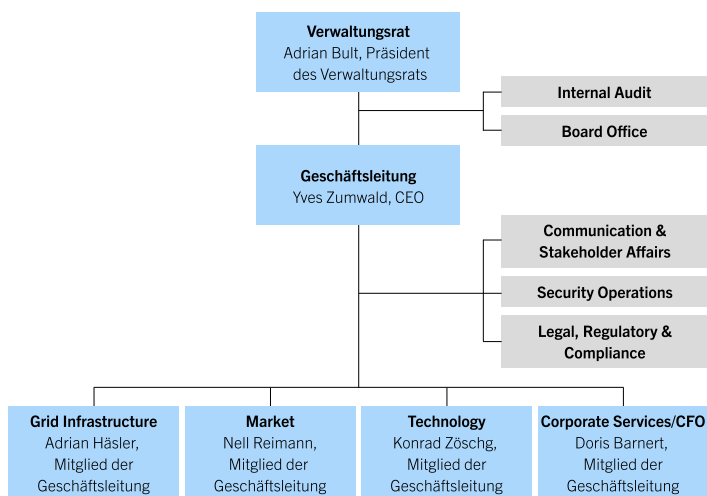 Verwaltungsrat
Adrian Bult, Präsident
des Verwaltungsrats
Internal Audit
Board Office
Geschäftsleitung
Yves Zumwald, CEO
Communication &
Stakeholder Affairs
Security Operations
Legal, Regulatory &
Compliance
Grid Infrastructure
Adrian Häsler,
Mitglied der
Geschäftsleitung
Market
Nell Reimann,
Mitglied der
Geschäftsleitung
Technology
Konrad Zöschg,
Mitglied der
Geschäftsleitung
Corporate Services/CFO
Doris Barnert,
Mitglied der
Geschäftsleitung